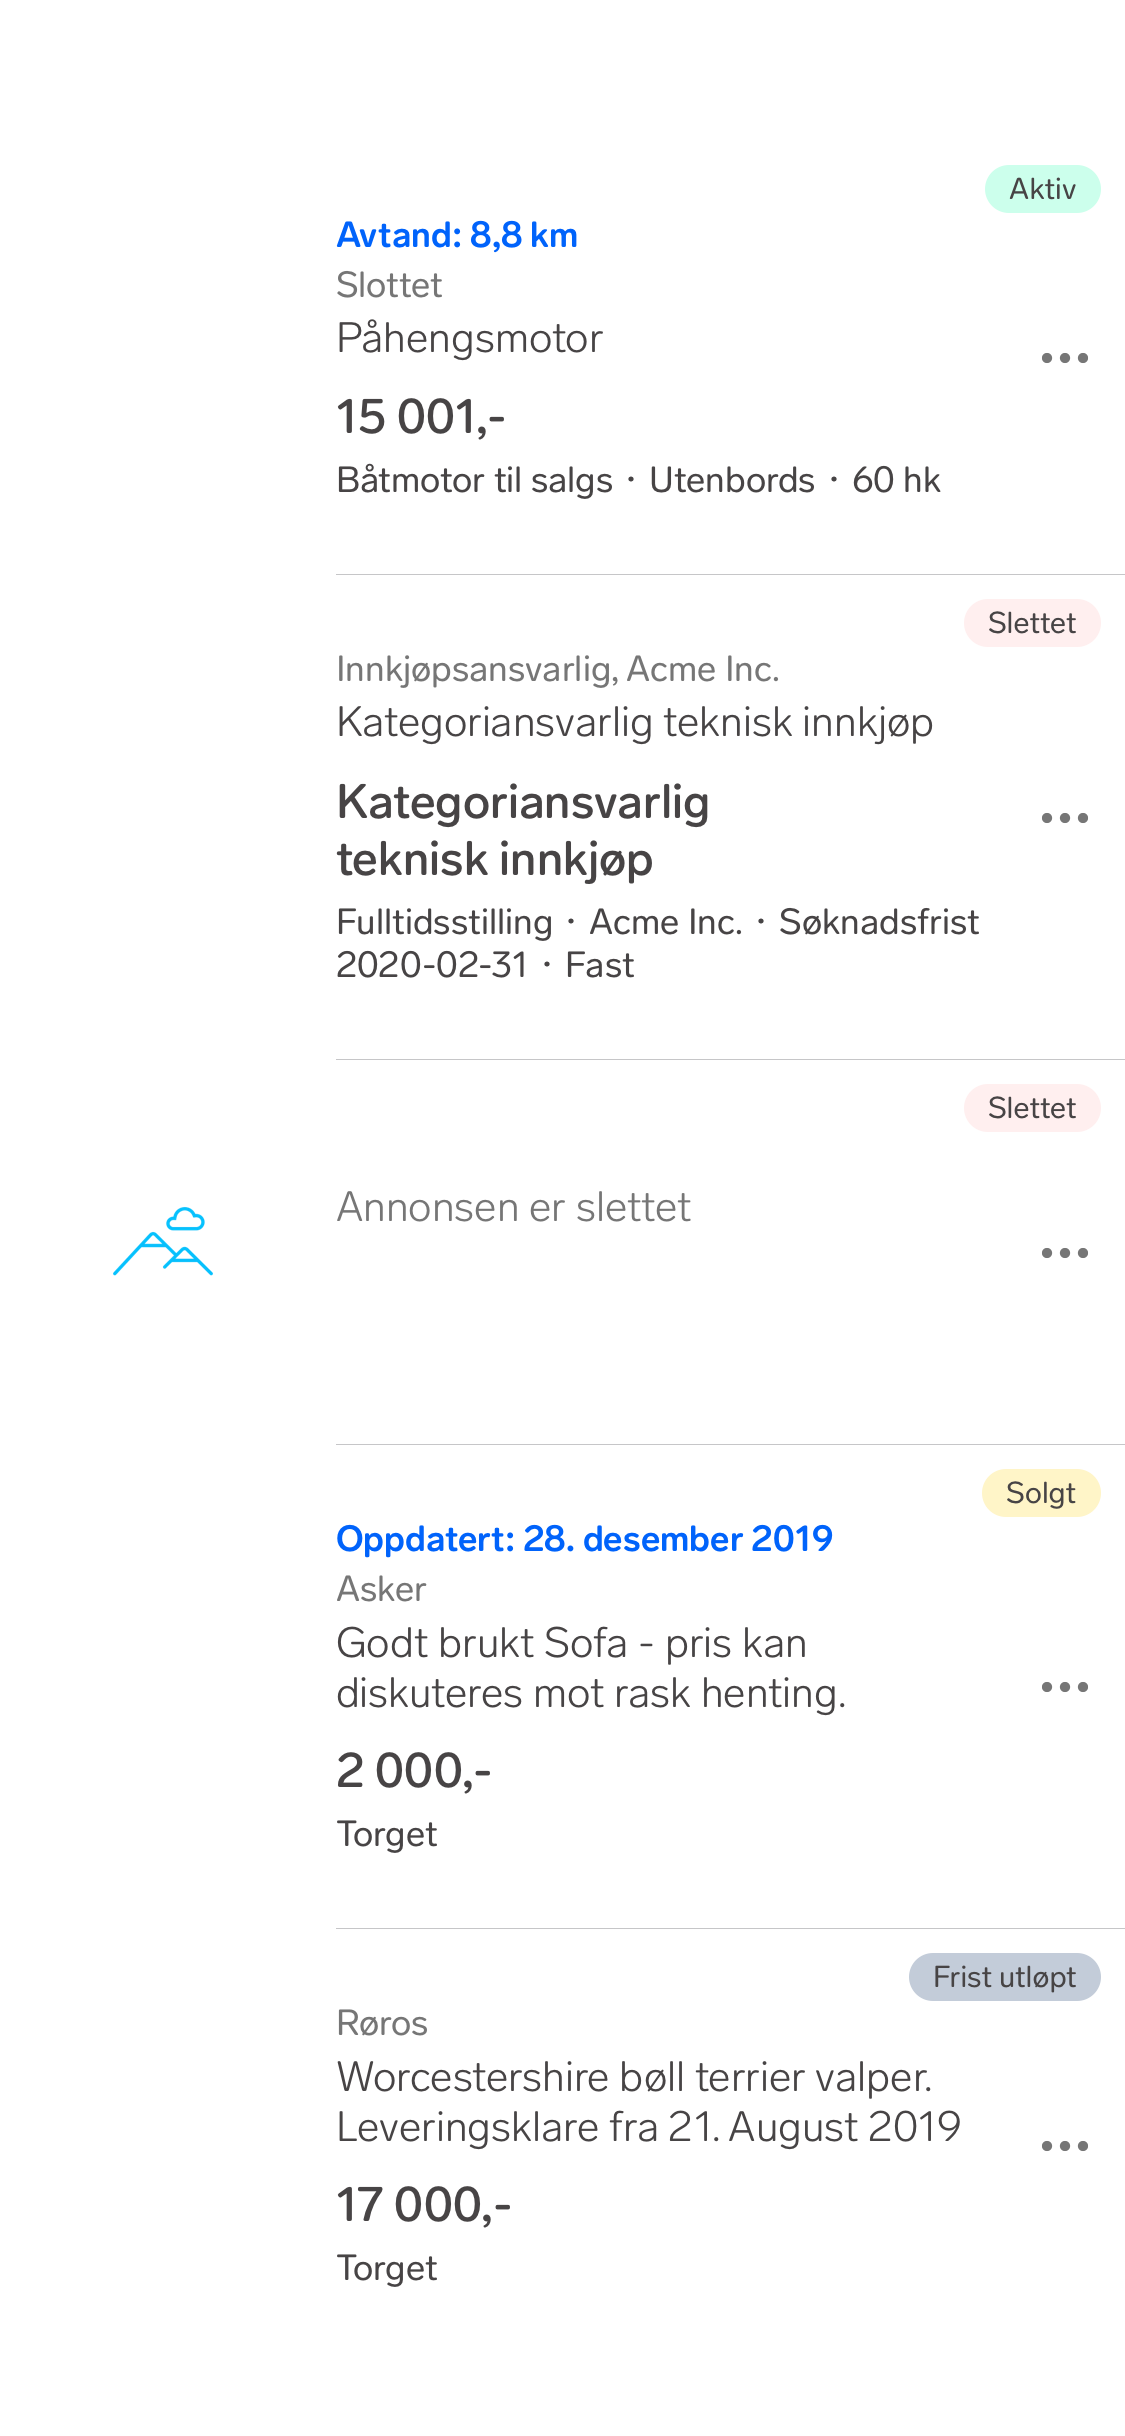 Aktiv
Avtand: 8,8 km
Slottet
Påhengsmotor
15 001,-
Båtmotor til salgs · Utenbords · 60 hk
Slettet
Innkjøpsansvarlig, Acme Inc.
Kategoriansvarlig teknisk innkjøp
Kategoriansvarlig
teknisk innkjøp
Fulltidsstilling · Acme Inc. · Søknadsfrist
2020-02-31 · Fast
Slettet
Annonsen er slettet
Solgt
Oppdatert: 28. desember 2019
Asker
Godt brukt Sofa - pris kan
diskuteres mot rask henting.
2 000,-
Torget
Frist utløpt
Røros
Worcestershire bøll terrier valper.
Leveringsklare fra 21. August 2019
17 000,-
Torget